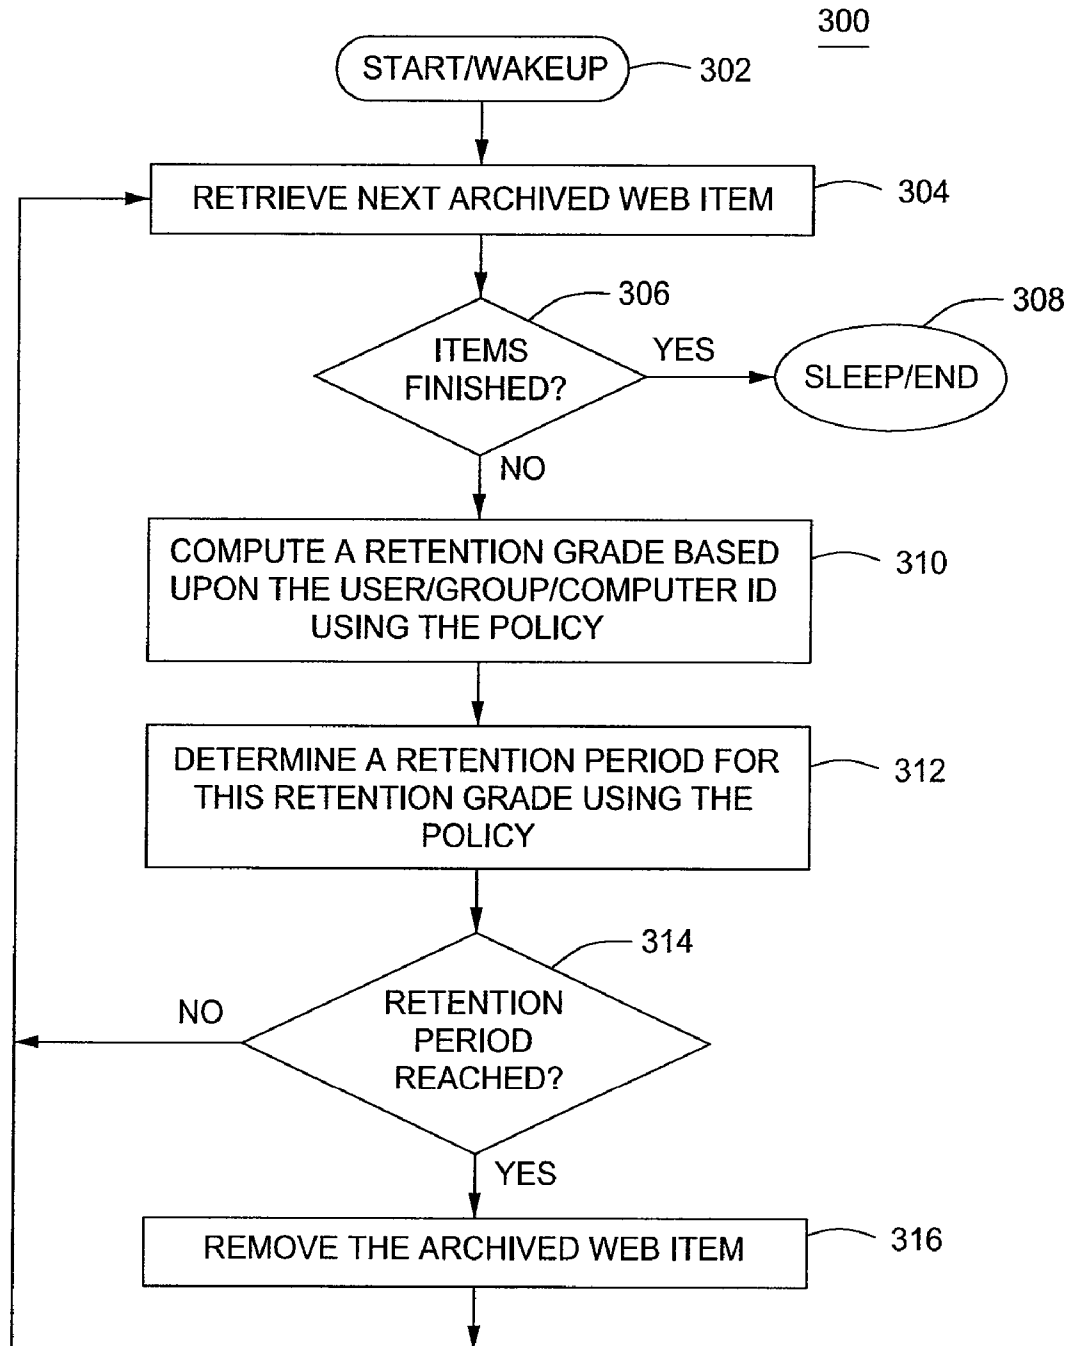 300
START/WAKEUP
302
RETRIEVE NEXT ARCHIVED WEB ITEM
304
306
ITEMS
FINISHED?
YES
308
SLEEP/END
NO
COMPUTE A RETENTION GRADE BASED
UPON THE USER/GROUP/COMPUTER ID
USING THE POLICY
310
DETERMINE A RETENTION PERIOD FOR
THIS RETENTION GRADE USING THE
POLICY
312
314
NO
RETENTION
PERIOD
REACHED?
YES
REMOVE THE ARCHIVED WEB ITEM
316